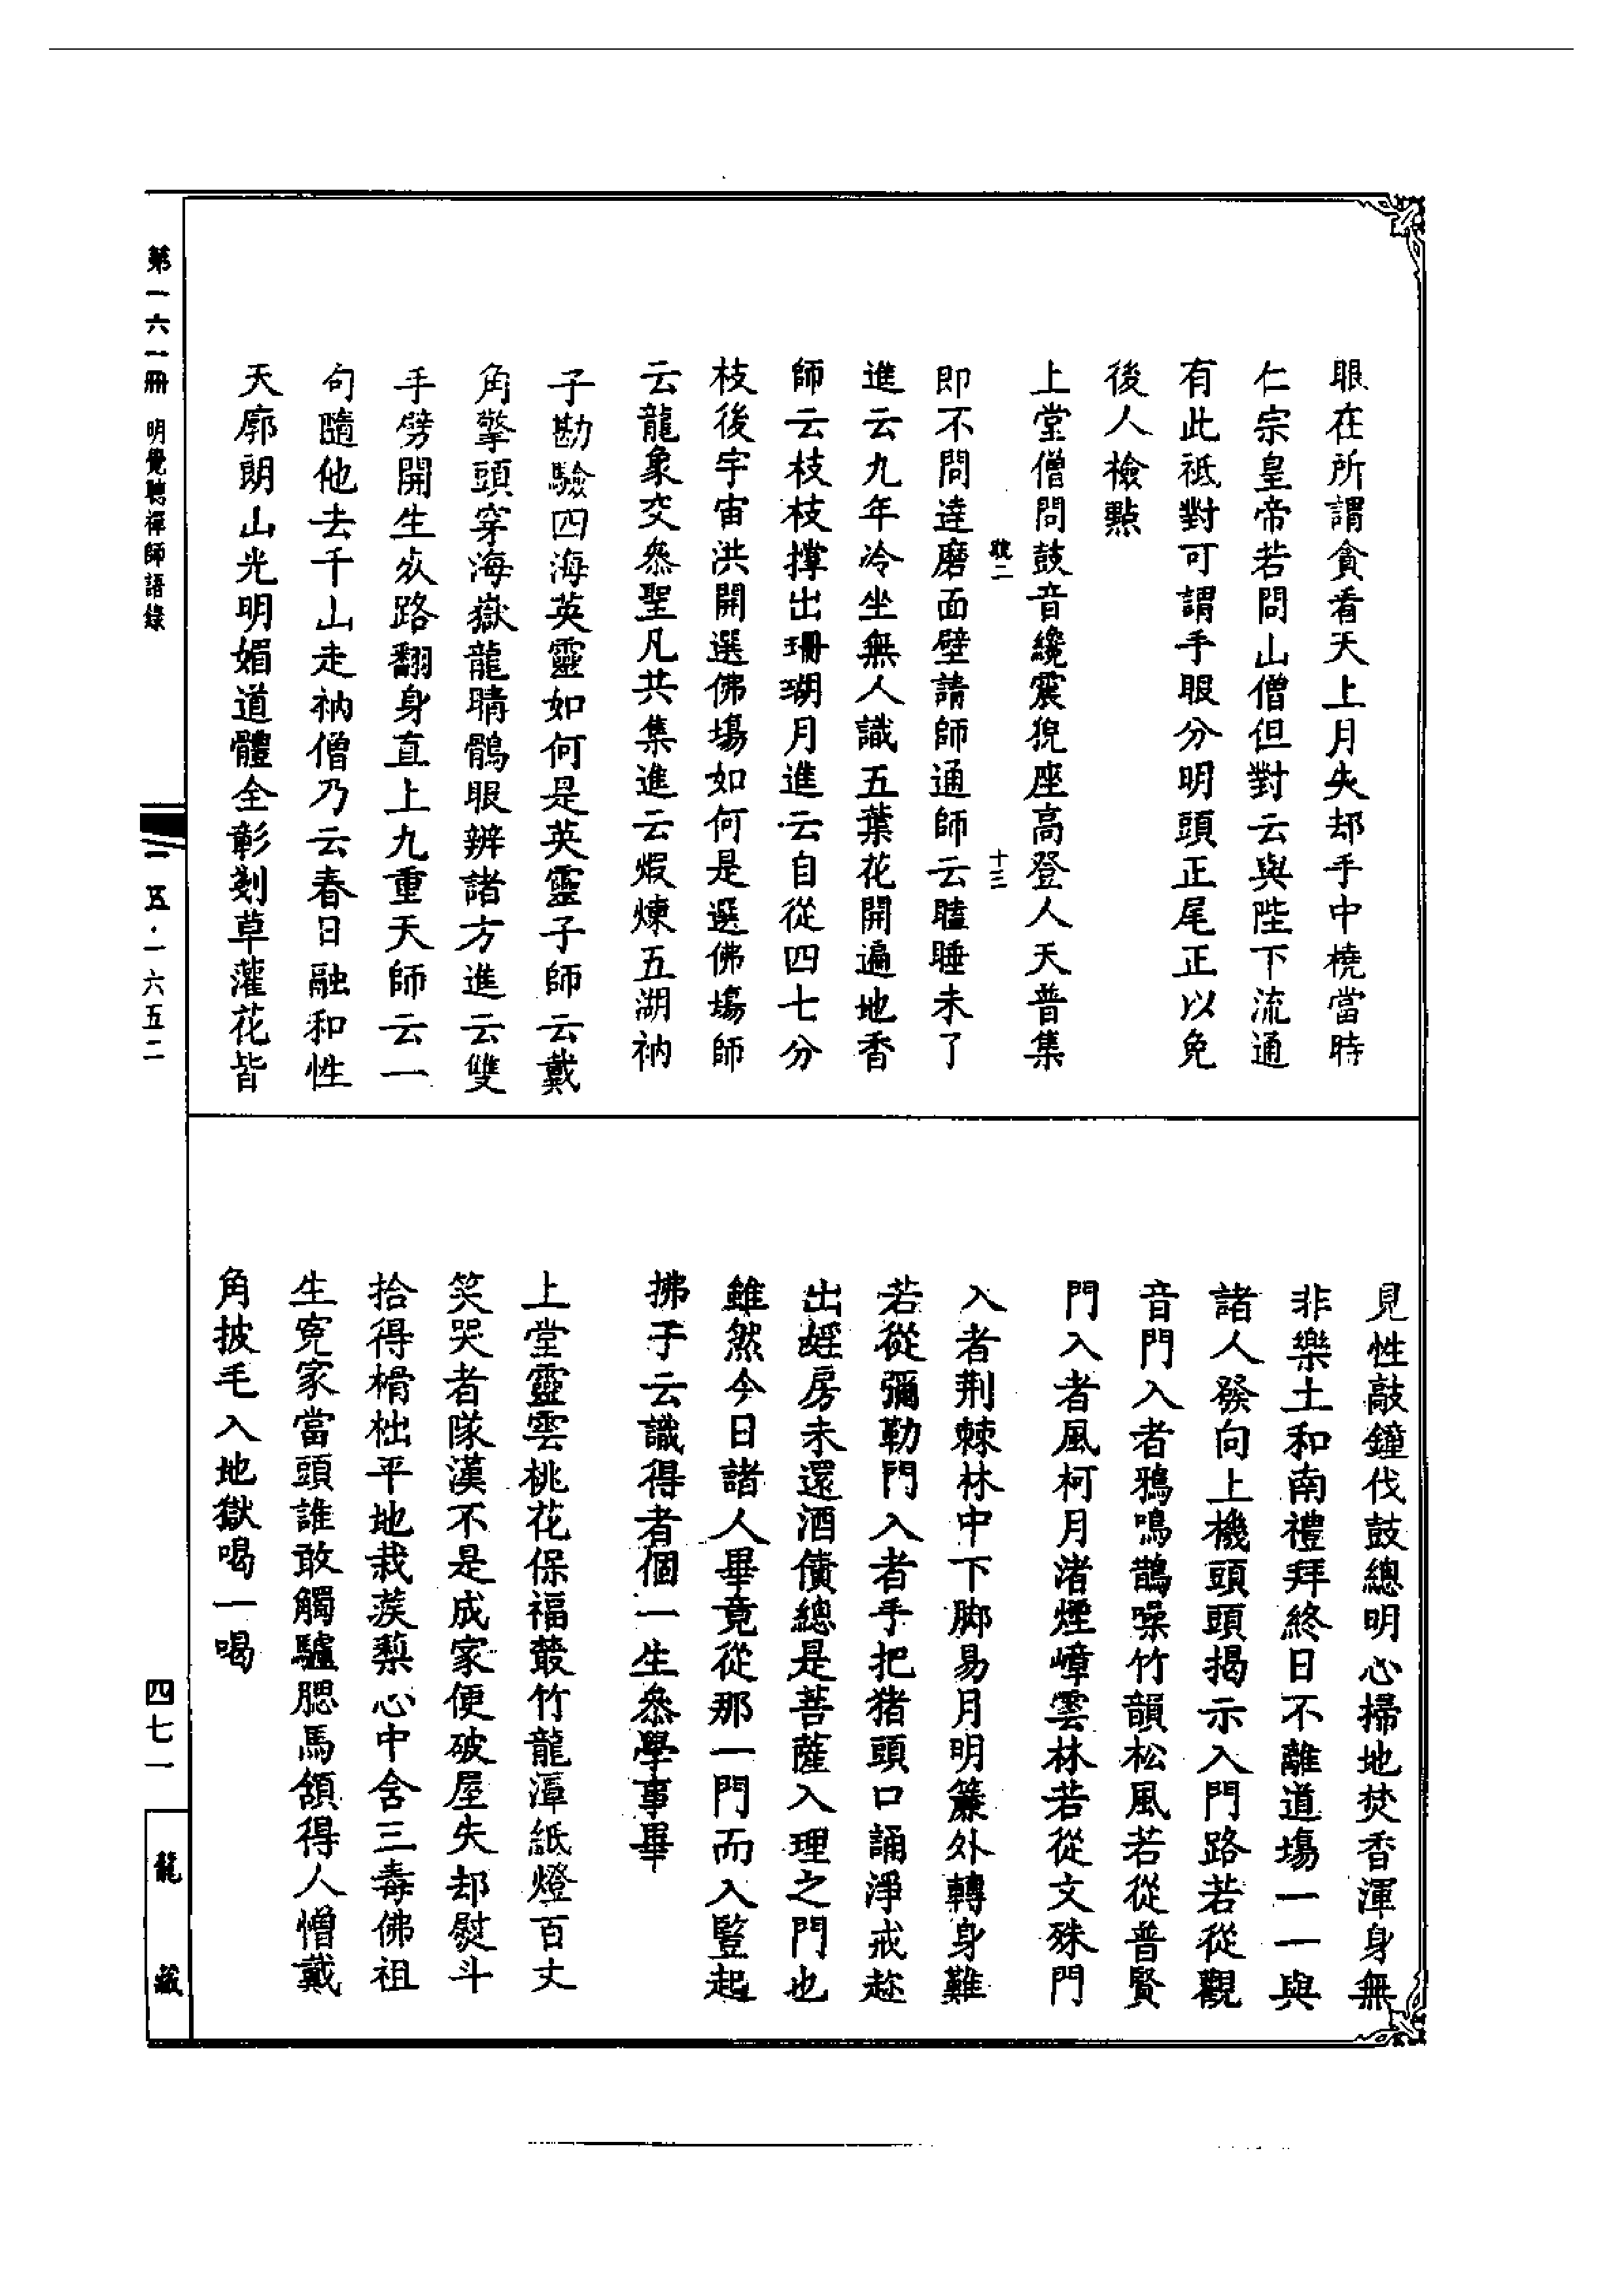 眼在所謂貪看天上月失却手中橈當時
仁宗皇帝若問山僧但對云與陛下流通
有此祗對可謂手眼分明頭正尾正以免
後人檢點
上堂僧問鼓音纔震猊座高登人天普集
號二
十三
即不問達磨面壁請師通師云瞌睡未了
進云九年冷坐無人識五葉花開遍地香
師云枝枝撐出珊瑚月進云自從四七分
枝後宇宙洪開選佛場如何是選佛場師
云龍象交叅聖凡共集進云煆煉五湖衲
子勘驗四海英靈如何是英靈子師云戴
角擎頭穿海嶽龍睛鶻眼辨諸方進云雙
手劈開生𣦸路翻身直上九重天師云一
句隨他去千山走衲僧乃云春日融和性
天廓朗山光明媚道體全彰剗草灌花皆
見性敲鐘伐鼓總明心掃地焚香渾身無
非樂土和南禮拜終日不離道場一一與
諸人發向上機頭頭揭示入門路若從觀
音門入者鴉鳴鵲噪竹韻松風若從普賢
門入者風柯月渚煙嶂雲林若從文殊門
入者荆棘林中下脚易月明簾外轉身難
若從彌勒門入者手把猪頭口誦淨戒趂
出婬房未還酒債總是菩薩入理之門也
雖然今日諸人畢竟從那一門而入豎起
拂子云識得者個一生叅學事畢
上堂靈雲桃花保福叢竹龍潭紙燈百丈
笑哭者隊漢不是成家便破屋失却熨斗
拾得榾柮平地栽蒺藜心中含三毒佛祖
生寃家當頭誰敢觸驢腮馬頷得人憎戴
角披毛入地獄喝一喝
第一六一冊 明覺聰禪師語錄
一五·一六五二
四七一
龍藏